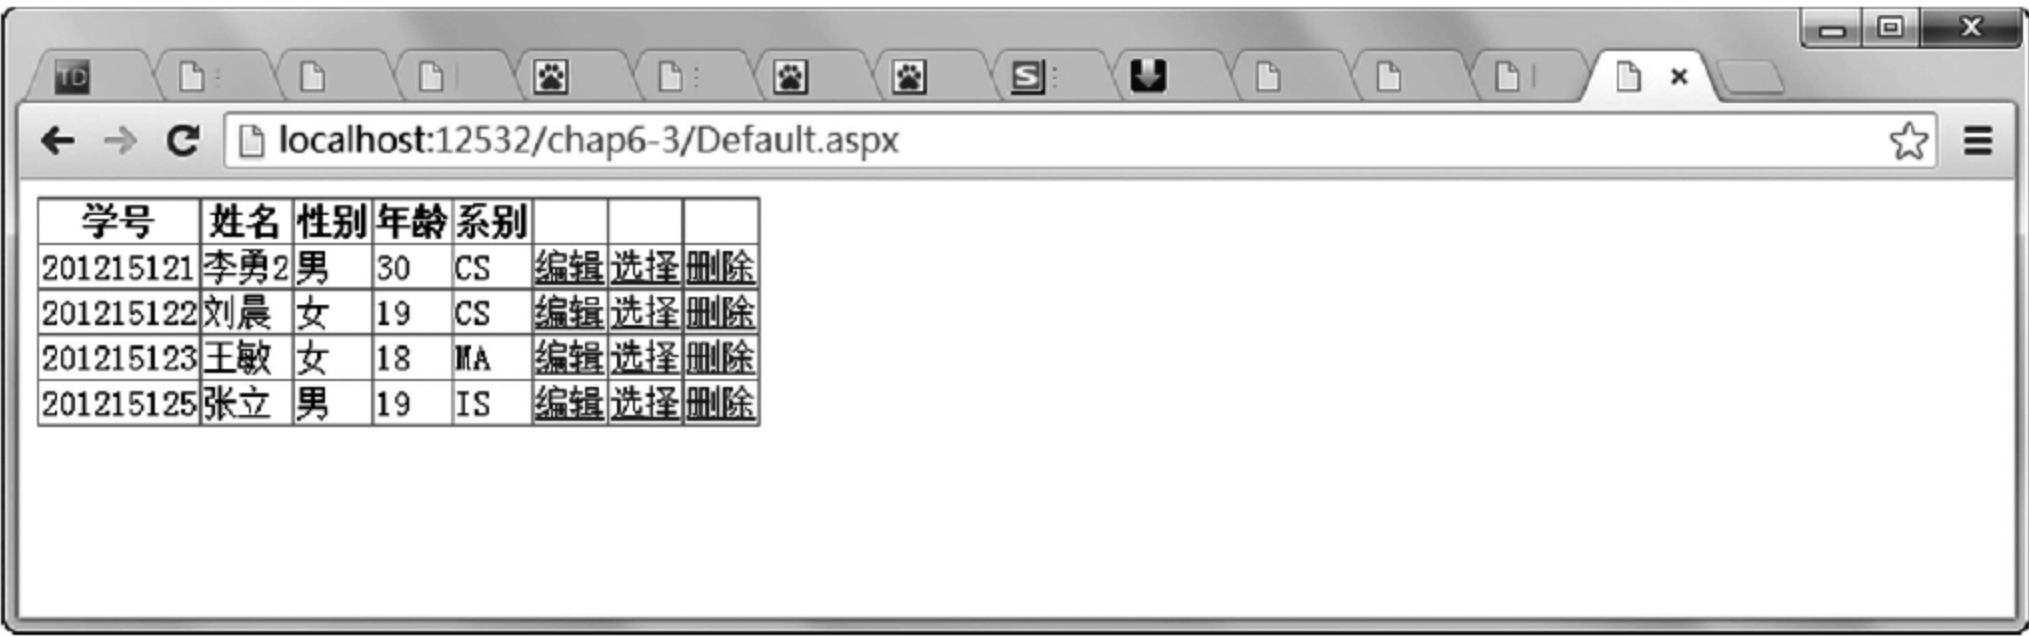 TD
localhost:12532/chap6-3/Default.aspx
学号 姓名 性别 年龄 系别
201215121 李勇2 男 30 CS 编辑 选择 删除
201215122 刘晨 女 19 CS 编辑 选择 删除
201215123 王敏 女 18 MA 编辑 选择 删除
201215125 张立 男 19 IS 编辑 选择 删除